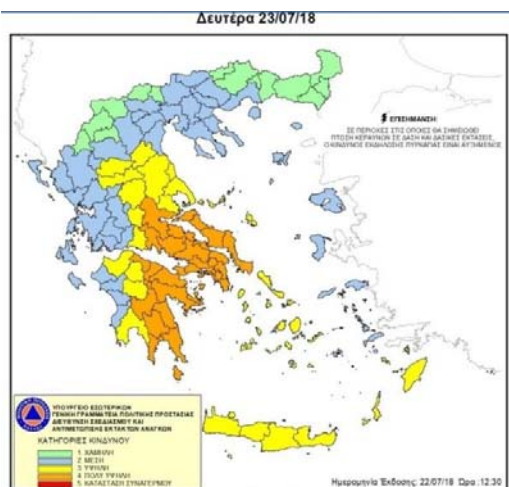 Δευτέρα 23/07/18
ΕΠΙΣΗΜΑΝΣΗ:
ΣΕ ΠΕΡΙΟΧΕΣ ΣΤΙΣ ΟΠΟΙΕΣ ΘΑ ΣΗΜΕΙΩΘΕΙ
ΠΤΩΣΗ ΚΕΡΑΥΝΩΝ ΣΕ ΔΑΣΗ ΚΑΙ ΔΑΣΙΚΕΣ ΕΚΤΑΣΕΙΣ,
Ο ΚΙΝΔΥΝΟΣ ΕΚΔΗΛΩΣΗΣ ΠΥΡΚΑΓΙΑΣ ΕΙΝΑΙ ΑΥΞΗΜΕΝΟΣ
ΥΠΟΥΡΓΕΙΟ ΕΣΩΤΕΡΙΚΩΝ
ΓΕΝΙΚΗ ΓΡΑΜΜΑΤΕΙΑ ΠΟΛΙΤΙΚΗΣ ΠΡΟΣΤΑΣΙΑΣ
ΔΙΕΥΘΥΝΣΗ ΣΧΕΔΙΑΣΜΟΥ ΚΑΙ
ΑΝΤΙΜΕΤΩΠΙΣΗΣ ΕΚΤΑΚΤΩΝ ΑΝΑΓΚΩΝ
ΚΑΤΗΓΟΡΙΕΣ ΚΙΝΔΥΝΟΥ
1 ΧΑΜΗΛΗ
2 ΜΕΣΗ
3 ΥΨΗΛΗ
4 ΠΟΛΥ ΥΨΗΛΗ
5 ΚΑΤΑΣΤΑΣΗ ΣΥΝΑΓΕΡΜΟΥ
Ημερομηνία Έκδοσης: 22/07/18 Ώρα :12:30